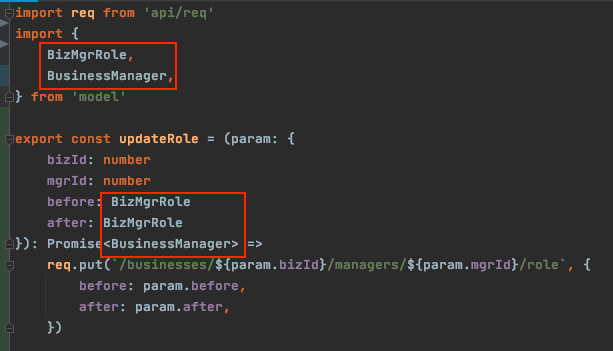 import req from 'api/req'
import {
    BizMgrRole,
    BusinessManager,
} from 'model'

export const updateRole = (param: {
    bizId: number
    mgrId: number
    before: BizMgrRole
    after: BizMgrRole
}): Promise<BusinessManager> =>
    req.put(`/businesses/${param.bizId}/managers/${param.mgrId}/role`, {
        before: param.before,
        after: param.after,
    })